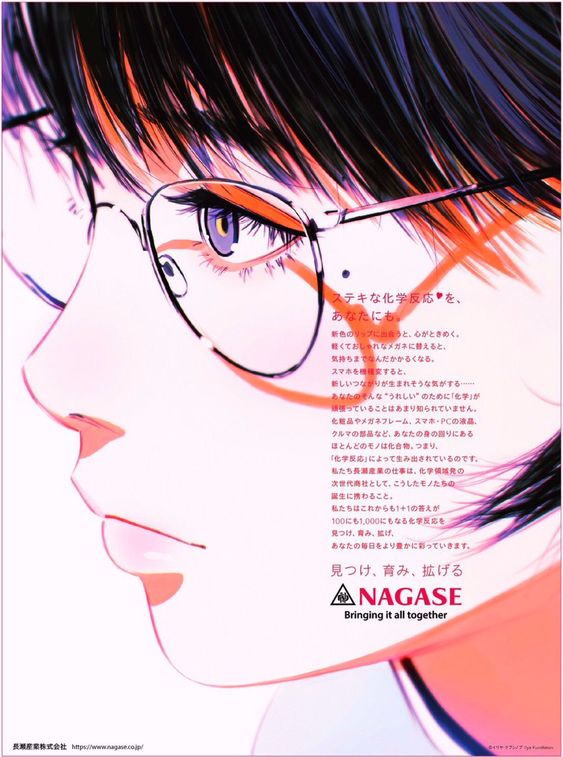 ステキな化学反応♥を、
あなたにも。
新色のリップに出会うと、心がときめく。
軽くておしゃれなメガネに替えると、
気持ちまでなんだかかるくなる。
スマホを機種変すると、
新しいつながりが生まれそうな気がする……
あなたのそんな“うれしい”のために「化学」が
頑張っていることはあまり知られていません。
化粧品やメガネフレーム、スマホ・PCの液晶、
クルマの部品など、あなたの身の回りにある
ほとんどのモノは化合物。つまり、
「化学反応」によって生み出されているのです。
私たち長瀬産業の仕事は、化学領域発の
次世代商社として、こうしたモノたちの
誕生に携わること。
私たちはこれからも1+1の答えが
100にも1,000にもなる化学反応を
見つけ、育み、拡げ、
あなたの毎日をより豊かに彩っていきます。
見つけ、育み、拡げる
NAGASE
Bringing it all together
長瀬産業株式会社 https://www.nagase.co.jp/
©イリヤ・クブシノブ Ilya Kuvshinov